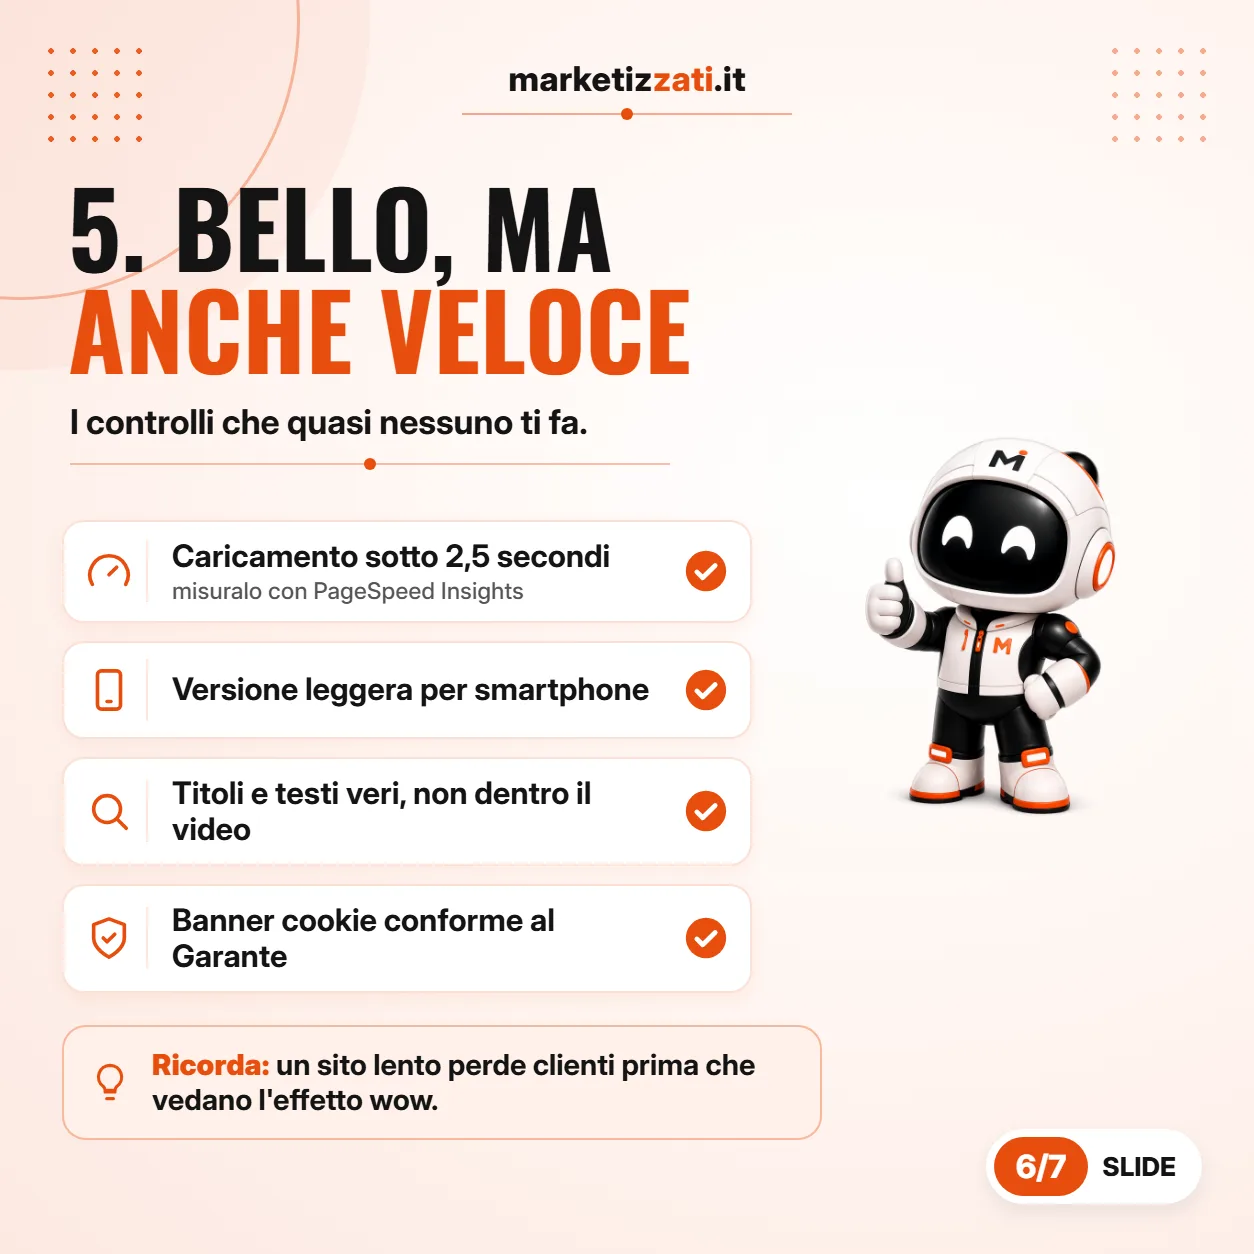 marketizzati.it
5. BELLO, MA
ANCHE VELOCE
I controlli che quasi nessuno ti fa.
Caricamento sotto 2,5 secondi
misuralo con PageSpeed Insights
Versione leggera per smartphone
Titoli e testi veri, non dentro il
video
Banner cookie conforme al
Garante
Ricorda: un sito lento perde clienti prima che
vedano l'effetto wow.
M
M
6/7 SLIDE